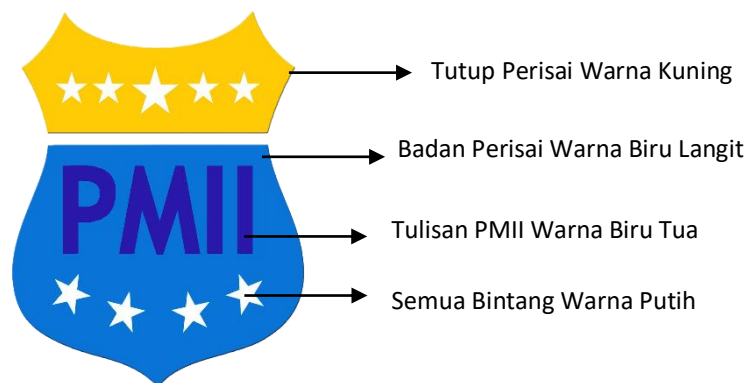 Tutup Perisai Warna Kuning
Badan Perisai Warna Biru Langit
PMII
Tulisan PMII Warna Biru Tua
Semua Bintang Warna Putih